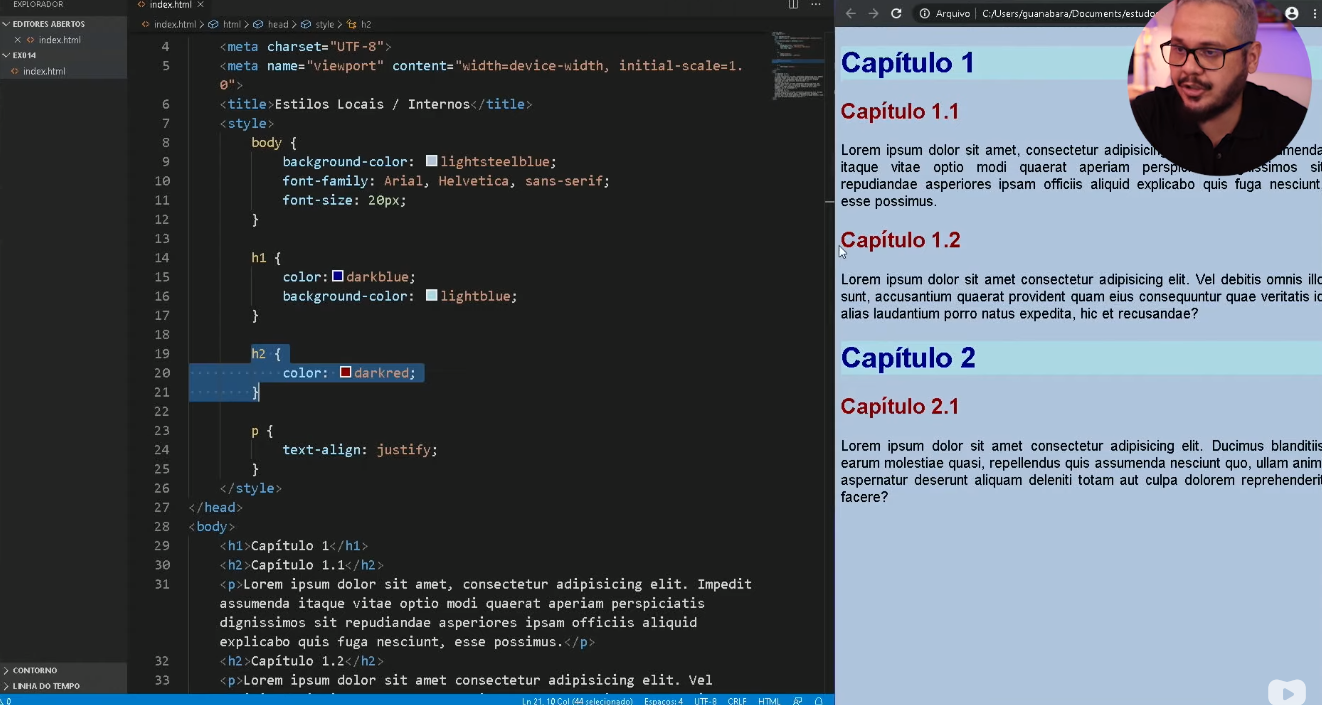 EXPLORADOR
EDITORES ABERTOS
index.html
EX014
index.html
CONTORNO
LINHA DO TEMPO
index.html
index.html > html > head > style > h2
4 <meta charset="UTF-8">
5 <meta name="viewport" content="width=device-width, initial-scale=1.
0">
6 <title>Estilos Locais / Internos</title>
7 <style>
8 body {
9 background-color: lightsteelblue;
10 font-family: Arial, Helvetica, sans-serif;
11 font-size: 20px;
12 }
13
14 h1 {
15 color: darkblue;
16 background-color: lightblue;
17 }
18
19 h2 {
20 color: darkred;
21 }
22
23 p {
24 text-align: justify;
25 }
26 </style>
27 </head>
28 <body>
29 <h1>Capítulo 1</h1>
30 <h2>Capítulo 1.1</h2>
31 <p>Lorem ipsum dolor sit amet, consectetur adipisicing elit. Impedit
assumenda itaque vitae optio modi quaerat aperiam perspiciatis
dignissimos sit repudiandae asperiores ipsam officiis aliquid
explicabo quis fuga nesciunt, esse possimus.</p>
32 <h2>Capítulo 1.2</h2>
33 <p>Lorem ipsum dolor sit amet consectetur adipisicing elit. Vel
0
Ln 21, 10 Col (44 selecionado) Espaços: 4 UTF-8 CRLF HTML
Arquivo | C:/Users/guanabara/Documents/estudo
Capítulo 1
Capítulo 1.1
Lorem ipsum dolor sit amet, consectetur
itaque vitae optio modi quaerat aperiam
repudiandae asperiores ipsam officiis aliquid explicabo quis fuga nesciunt
esse possimus.
Capítulo 1.2
Lorem ipsum dolor sit amet consectetur adipisicing elit. Vel debitis omnis illo
sunt, accusantium quaerat provident quam eius consequuntur quae veritatis
alias laudantium porro natus expedita, hic et recusandae?
Capítulo 2
Capítulo 2.1
Lorem ipsum dolor sit amet consectetur adipisicing elit. Ducimus blanditiis
earum molestiae quasi, repellendus quis assumenda nesciunt quo, ullam anim
aspernatur deserunt aliquam deleniti totam aut culpa dolorem reprehenderit
facere?